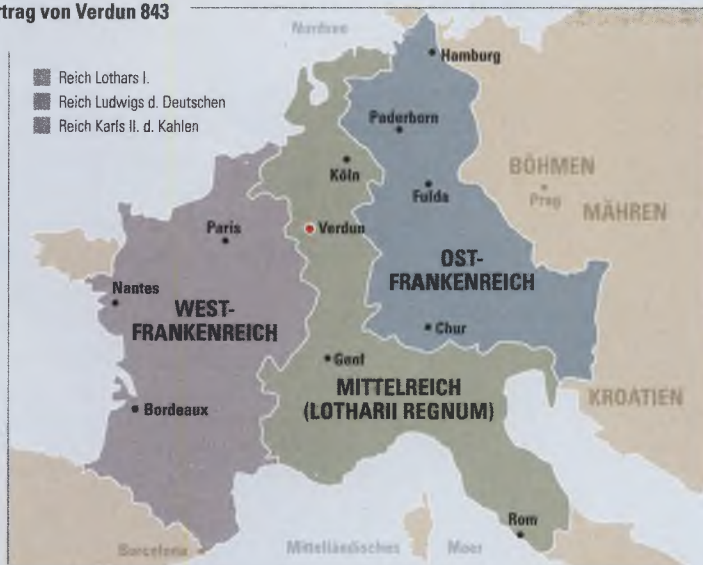 rtrag von Verdun 843
Nordsee
Hamburg
Reich Lothars I.
Reich Ludwigs d. Deutschen
Reich Karls II. d. Kahlen
Paderborn
Köln
BÖHMEN
Fulda
Prag
MÄHREN
Paris
Verdun
OST-
FRANKENREICH
Nantes
WEST-
FRANKENREICH
Chur
Genf
MITTELREICH
(LOTHARII REGNUM)
KROATIEN
Bordeaux
Rom
Barcelona
Mittelländisches Meer